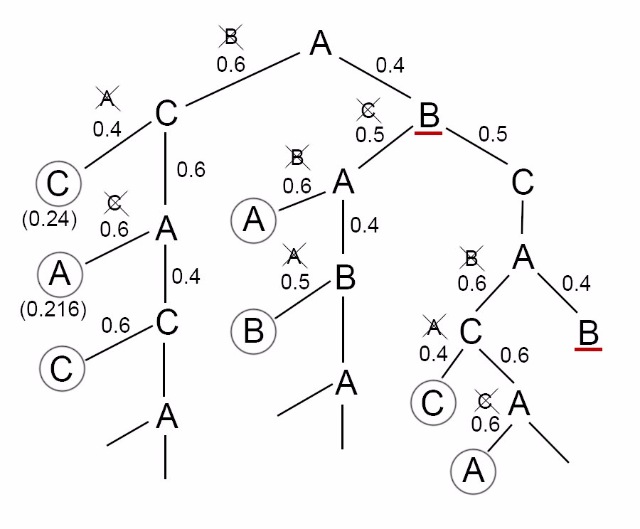 B A
0.6 0.4
A C C B
0.4 0.5 0.5
C 0.6 B A C
(0.24) C 0.6
0.6 A A 0.4 A
A 0.4 A B B
(0.216) 0.5 0.6 0.4
0.6 C B A C B
C 0.4 0.6
A A C C A
0.6
A